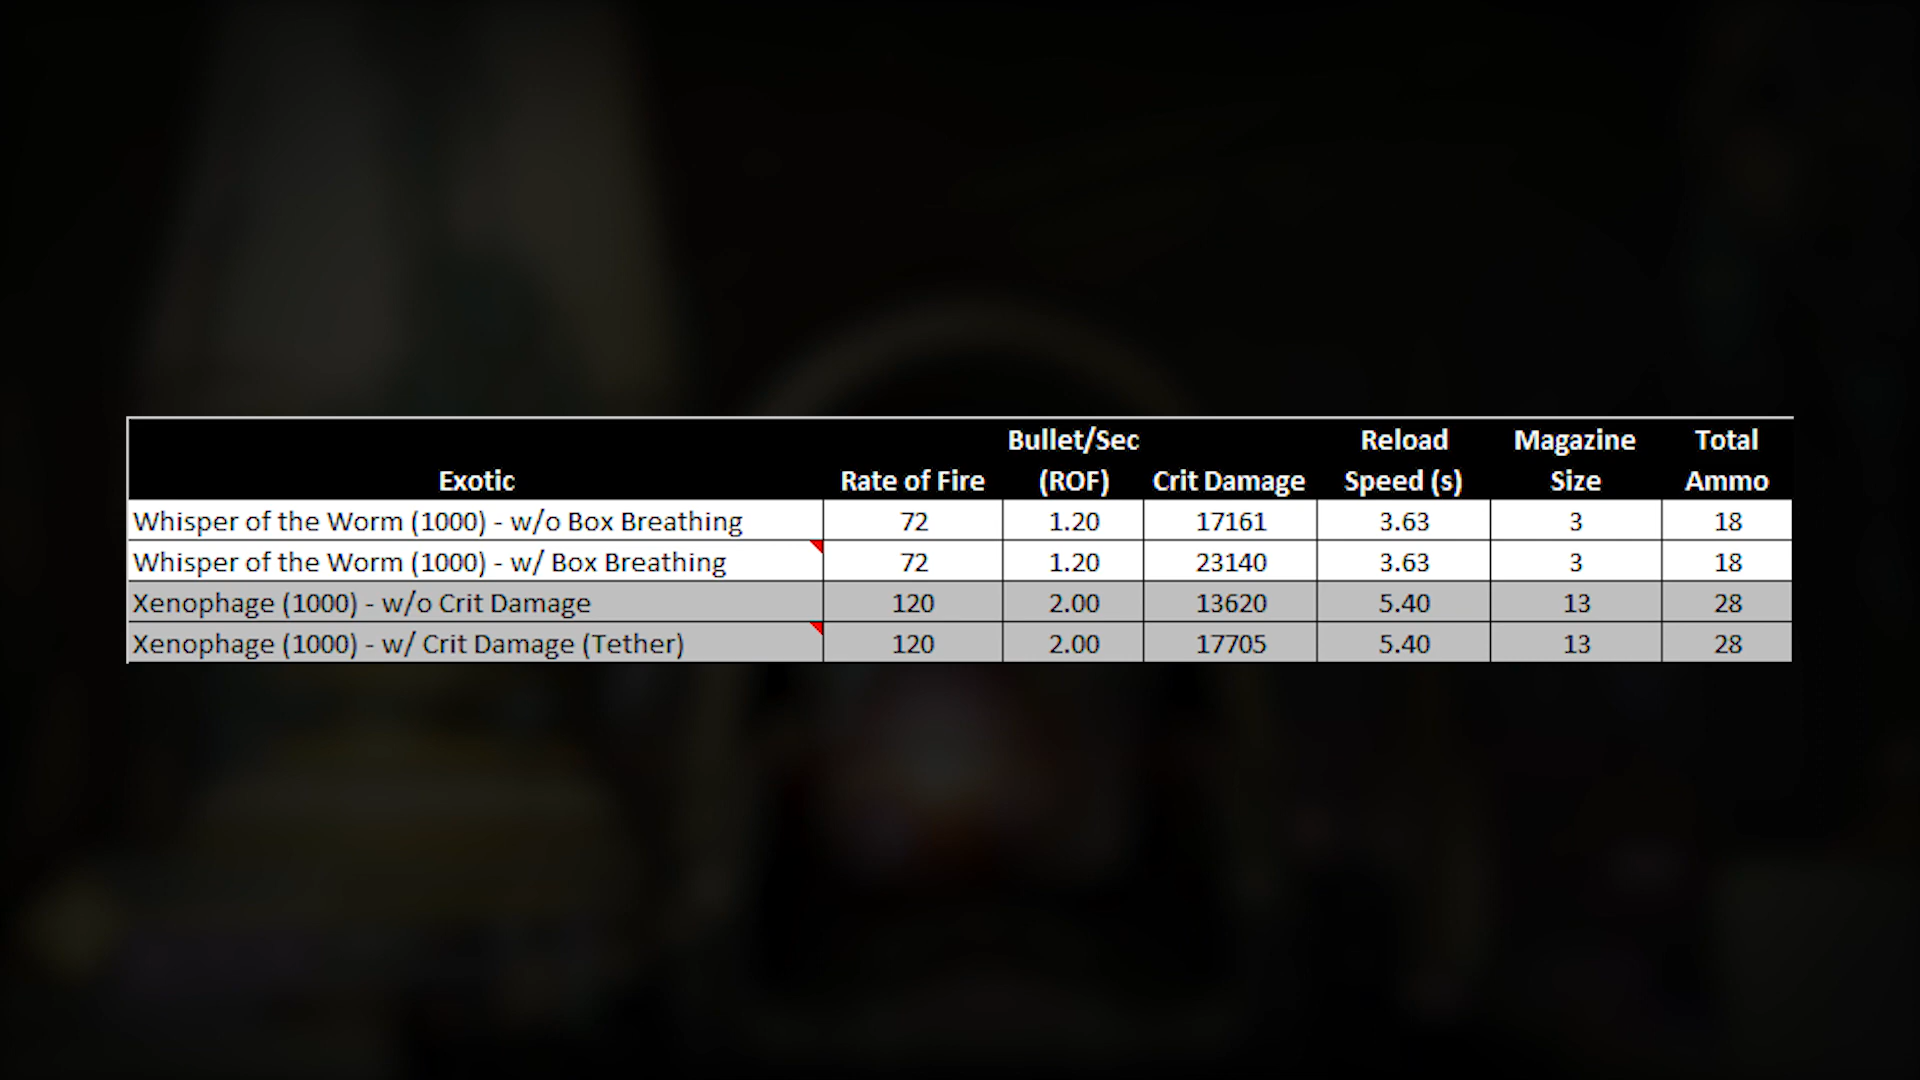 Exotic Rate of Fire Bullet/Sec (ROF) Crit Damage Reload Speed (s) Magazine Size Total Ammo
Whisper of the Worm (1000) - w/o Box Breathing 72 1.20 17161 3.63 3 18
Whisper of the Worm (1000) - w/ Box Breathing 72 1.20 23140 3.63 3 18
Xenophage (1000) - w/o Crit Damage 120 2.00 13620 5.40 13 28
Xenophage (1000) - w/ Crit Damage (Tether) 120 2.00 17705 5.40 13 28